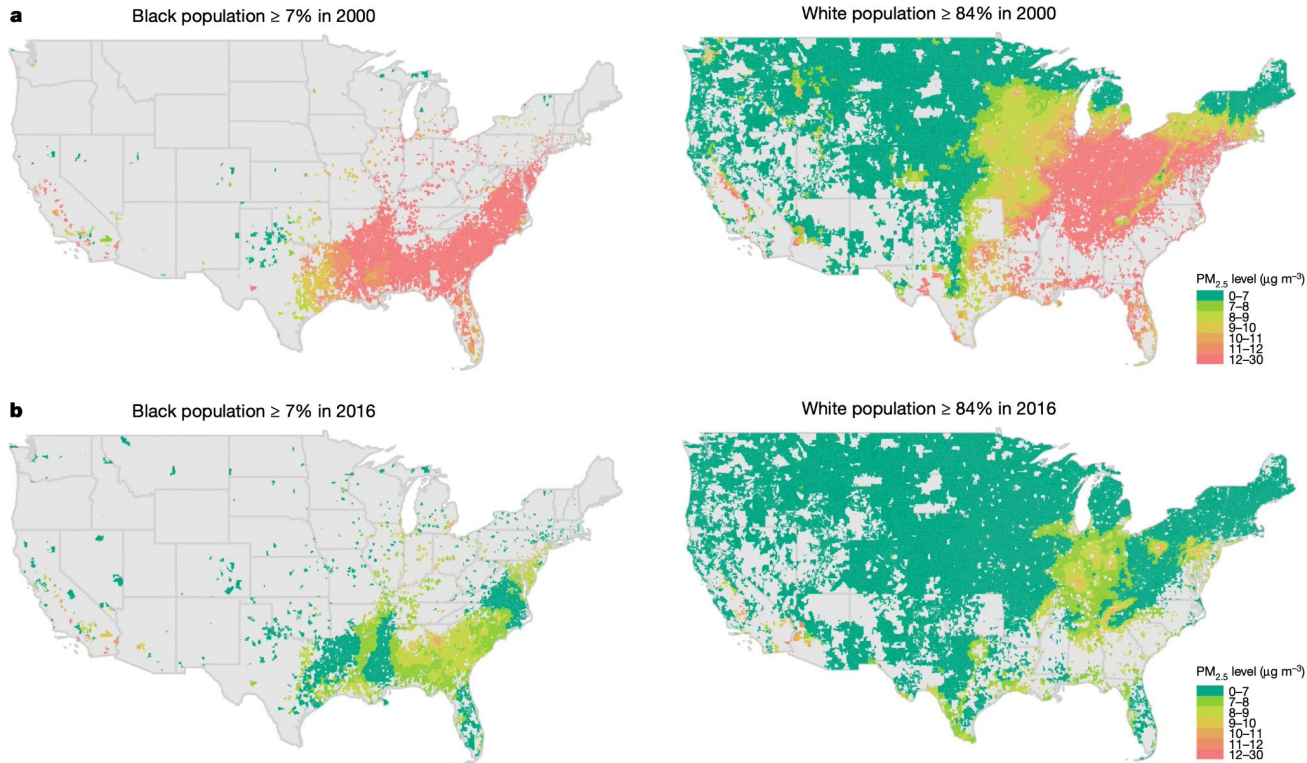 a
Black population ≥ 7% in 2000
White population ≥ 84% in 2000
PM2.5 level (μg m−3)
0–7
7–8
8–9
9–10
10–11
11–12
12–30
b
Black population ≥ 7% in 2016
White population ≥ 84% in 2016
PM2.5 level (μg m−3)
0–7
7–8
8–9
9–10
10–11
11–12
12–30